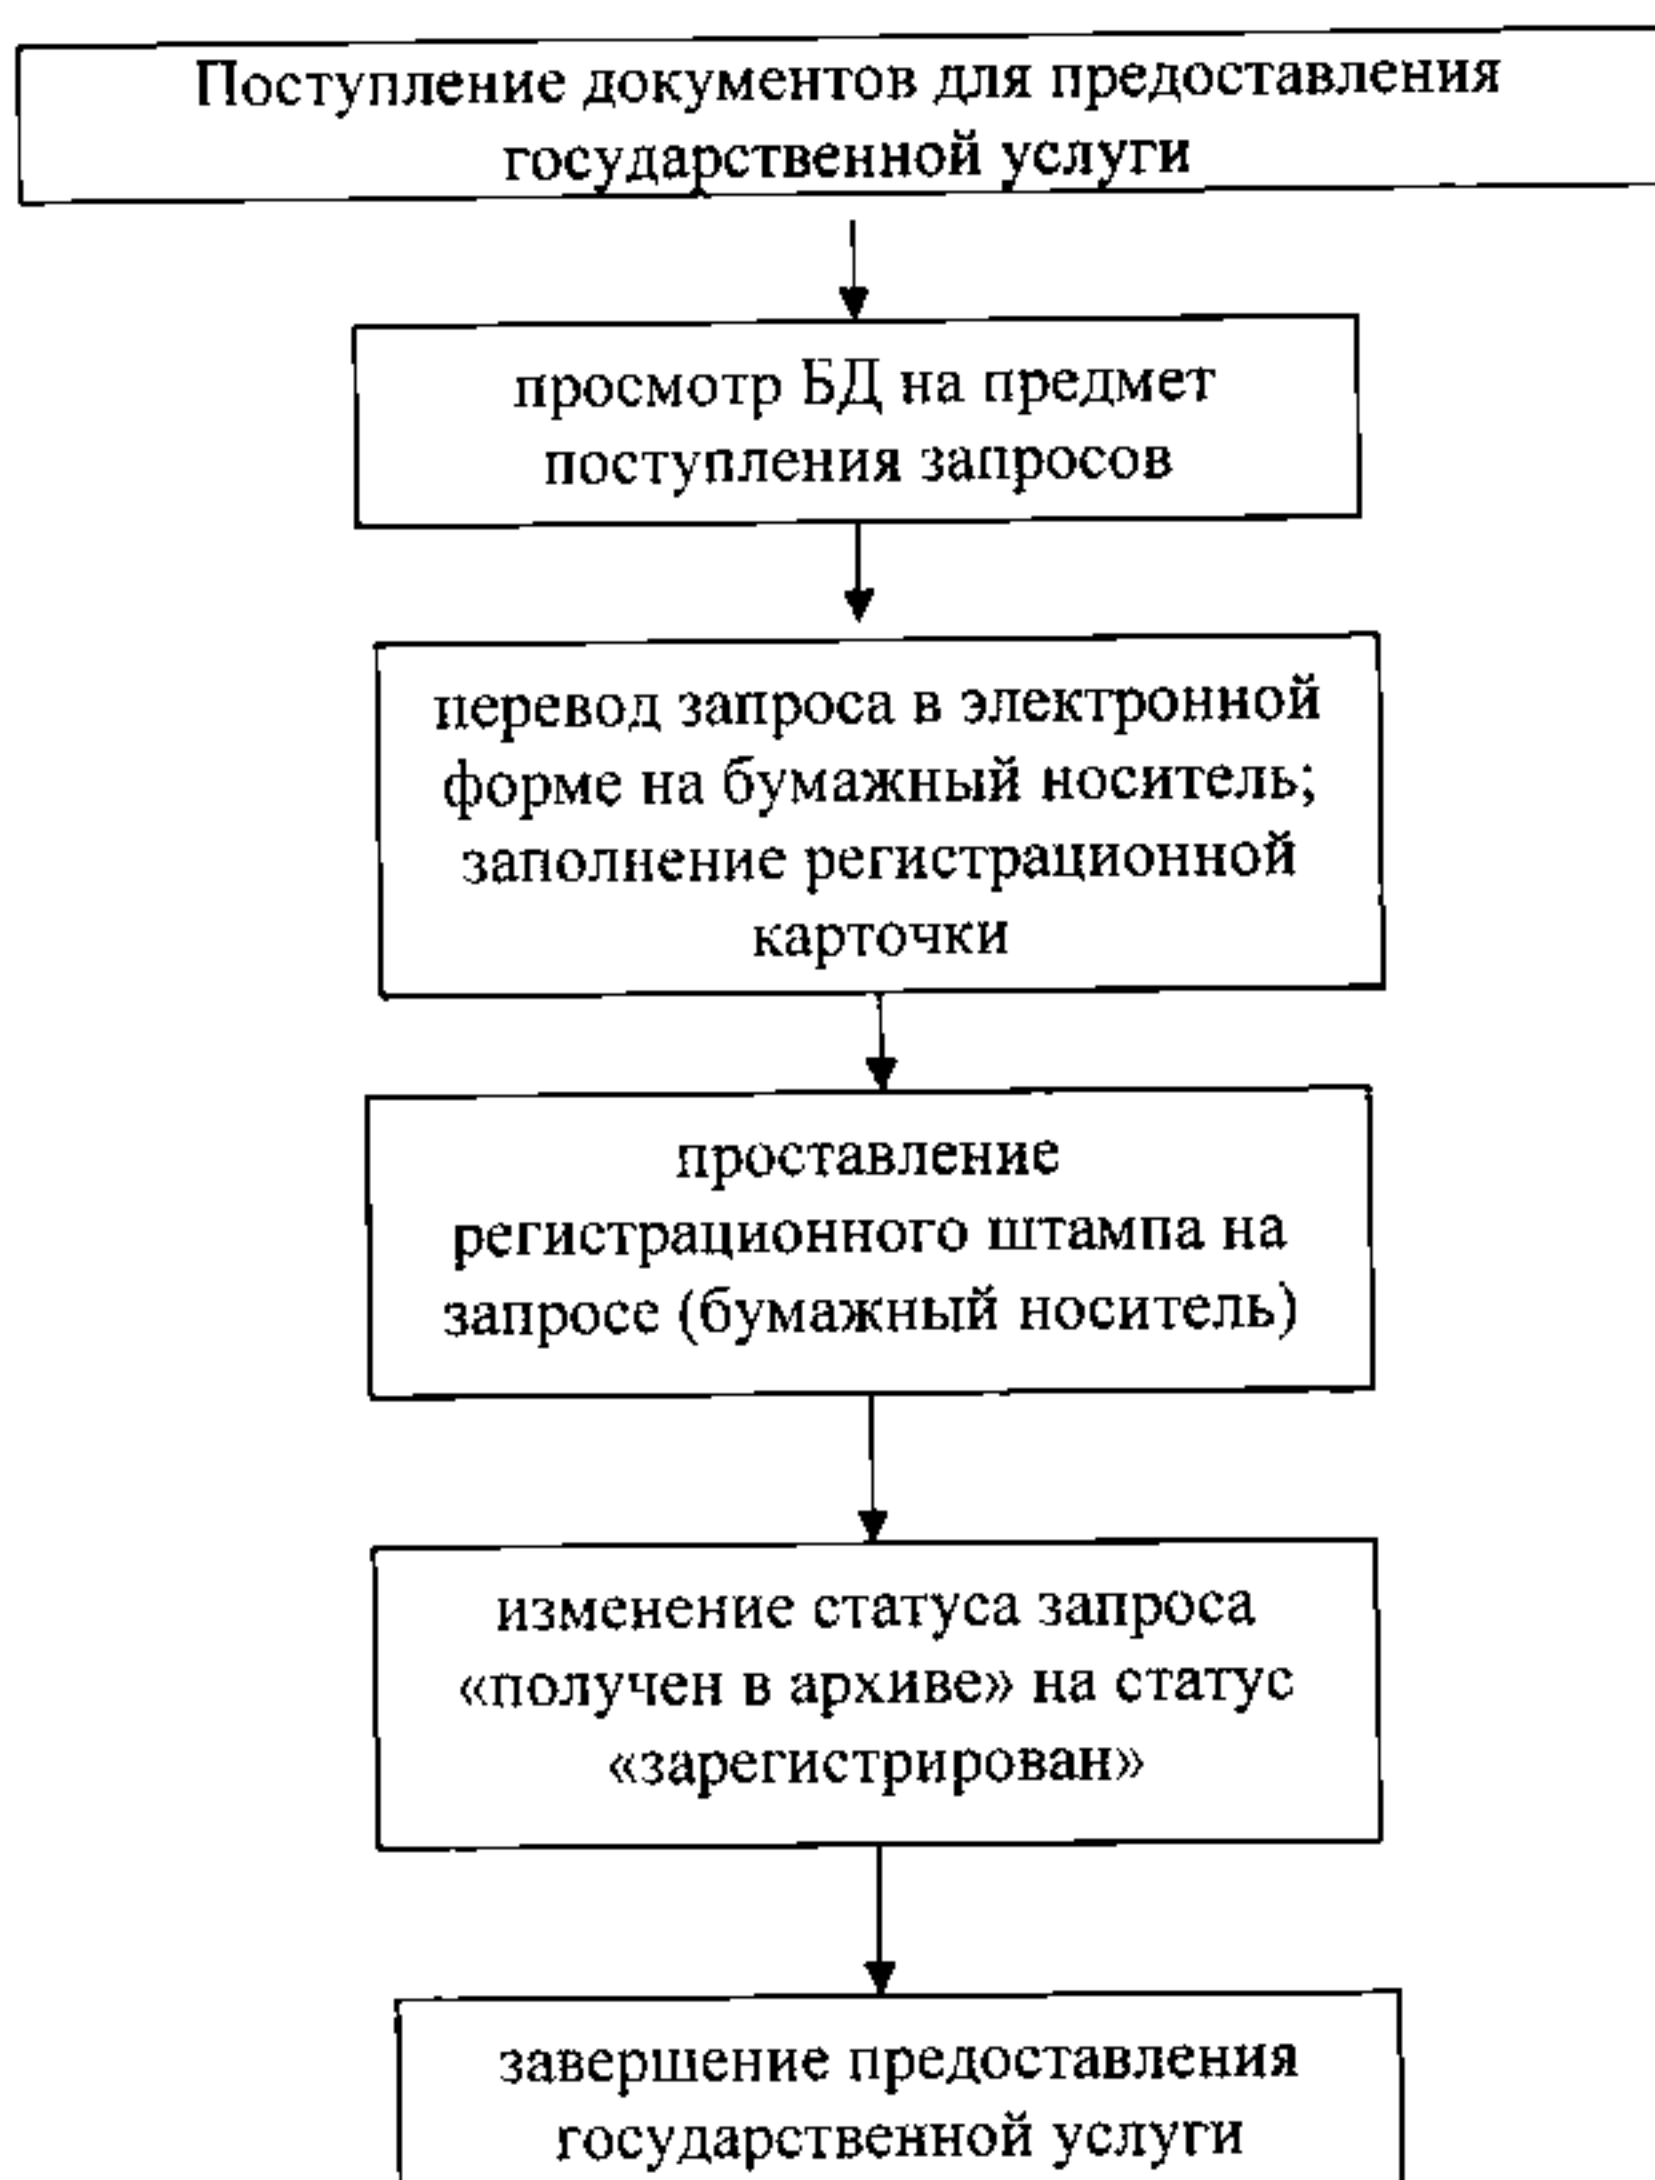 Поступление документов для предоставления
государственной услуги
просмотр БД на предмет
поступления запросов
перевод запроса в электронной
форме на бумажный носитель;
заполнение регистрационной
карточки
проставление
регистрационного штампа на
запросе (бумажный носитель)
изменение статуса запроса
«получен в архиве» на статус
«зарегистрирован»
завершение предоставления
государственной услуги